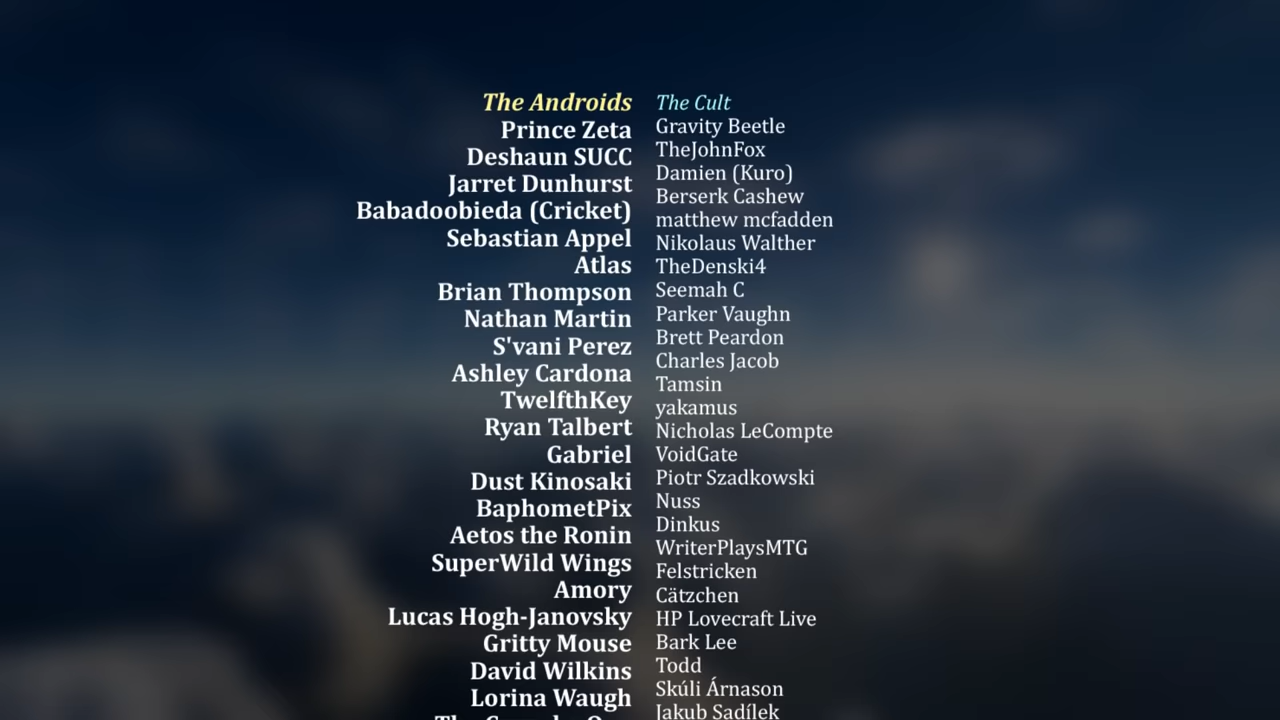 The Androids
Prince Zeta
Deshaun SUCC
Jarret Dunhurst
Babadoobieda (Cricket)
Sebastian Appel
Atlas
Brian Thompson
Nathan Martin
S'vani Perez
Ashley Cardona
TwelfthKey
Ryan Talbert
Gabriel
Dust Kinosaki
BaphometPix
Aetos the Ronin
SuperWild Wings
Amory
Lucas Hogh-Janovsky
Gritty Mouse
David Wilkins
Lorina Waugh
The Cult
Gravity Beetle
TheJohnFox
Damien (Kuro)
Berserk Cashew
matthew mcfadden
Nikolaus Walther
TheDenski4
Seemah C
Parker Vaughn
Brett Peardon
Charles Jacob
Tamsin
yakamus
Nicholas LeCompte
VoidGate
Piotr Szadkowski
Nuss
Dinkus
WriterPlaysMTG
Felstricken
Cätzchen
HP Lovecraft Live
Bark Lee
Todd
Skúli Árnason
Jakub Sadílek